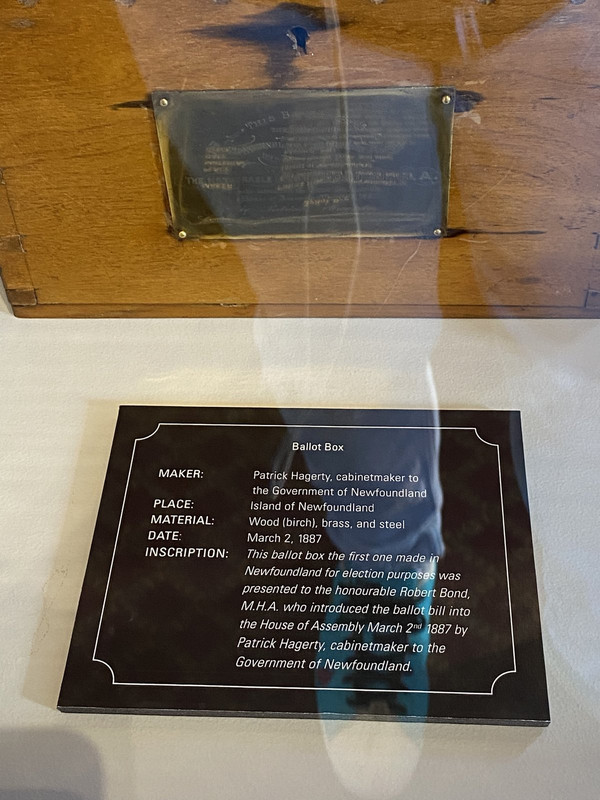 THIS B
Ballot Box
MAKER: Patrick Hagerty, cabinetmaker to
the Government of Newfoundland
PLACE: Island of Newfoundland
MATERIAL: Wood (birch), brass, and steel
DATE: March 2, 1887
INSCRIPTION: This ballot box the first one made in
Newfoundland for election purposes was
presented to the honourable Robert Bond,
M.H.A. who introduced the ballot bill into
the House of Assembly March 2nd 1887 by
Patrick Hagerty, cabinetmaker to the
Government of Newfoundland.